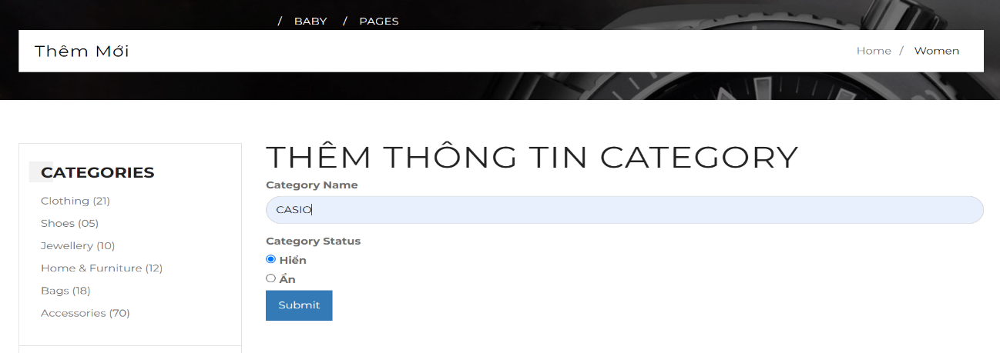 / BABY / PAGES
Thêm Mới
Home / Women
CATEGORIES
Clothing (21)
Shoes (05)
Jewellery (10)
Home & Furniture (12)
Bags (18)
Accessories (70)
THÊM THÔNG TIN CATEGORY
Category Name
CASIO
Category Status
Hiển
Ẩn
Submit